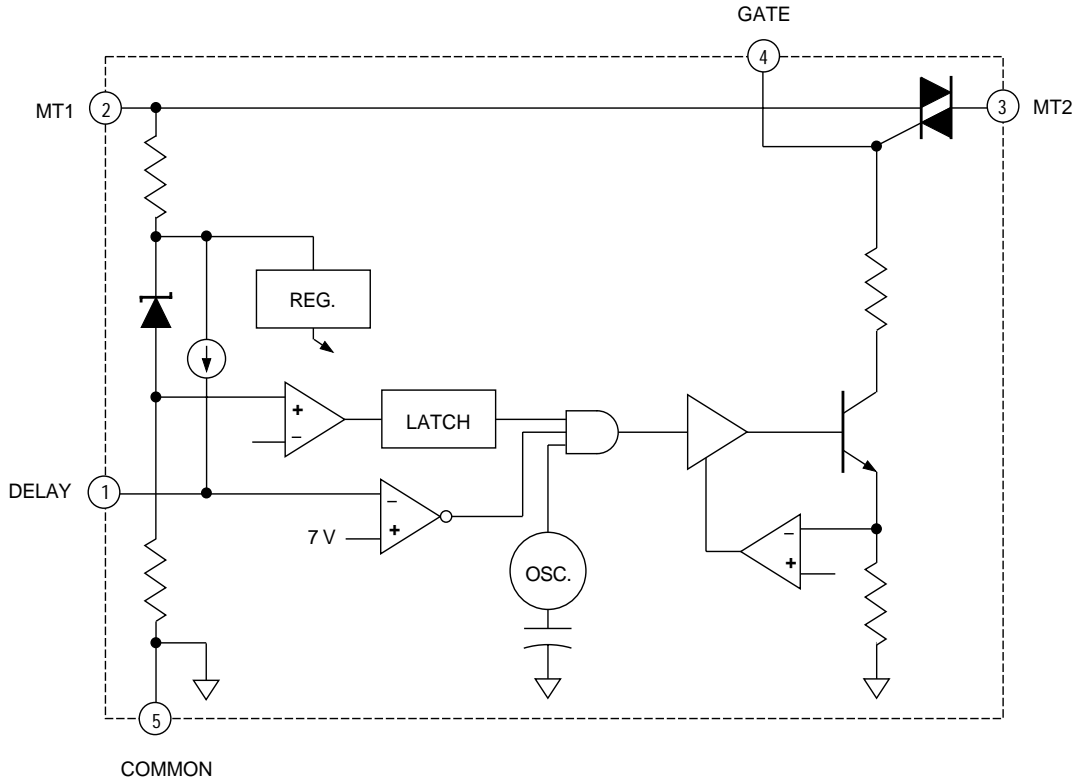 GATE
4
MT1
2
3
MT2
REG.
+
−
LATCH
DELAY
1
−
+
7 V
OSC.
−
+
5
COMMON